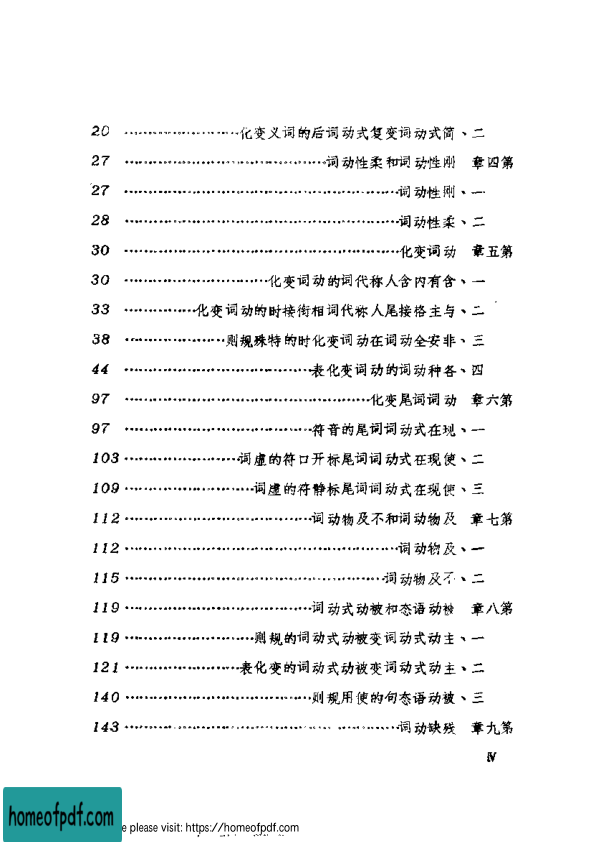 二、简式动词变复式动词后的词义变化……………………20
第四章 刚性动词和柔性动词……………………27
一、刚性动词……………………27
二、柔性动词……………………28
第五章 动词变化……………………30
一、含有内含人称代词的动词变化……………………30
二、与主格接尾人称代词相衔接时的动词变化……………………33
三、非安全动词在动词变化时的特殊规则……………………38
四、各种动词的动词变化表……………………44
第六章 动词词尾变化……………………97
一、现在式动词词尾的音符……………………97
二、使现在式动词词尾标开口符的虚词……………………103
三、使现在式动词词尾标静符的虚词……………………109
第七章 及物动词和不及物动词……………………112
一、及物动词……………………112
二、不及物动词……………………115
第八章 被动语态和被动式动词……………………119
一、主动式动词变被动式动词的规则……………………119
二、主动式动词变被动式动词的变化表……………………121
三、被动语态句的使用规则……………………140
第九章 残缺动词……………………143
Ⅳ
homeofpdf.com
e please visit: https://homeofpdf.com